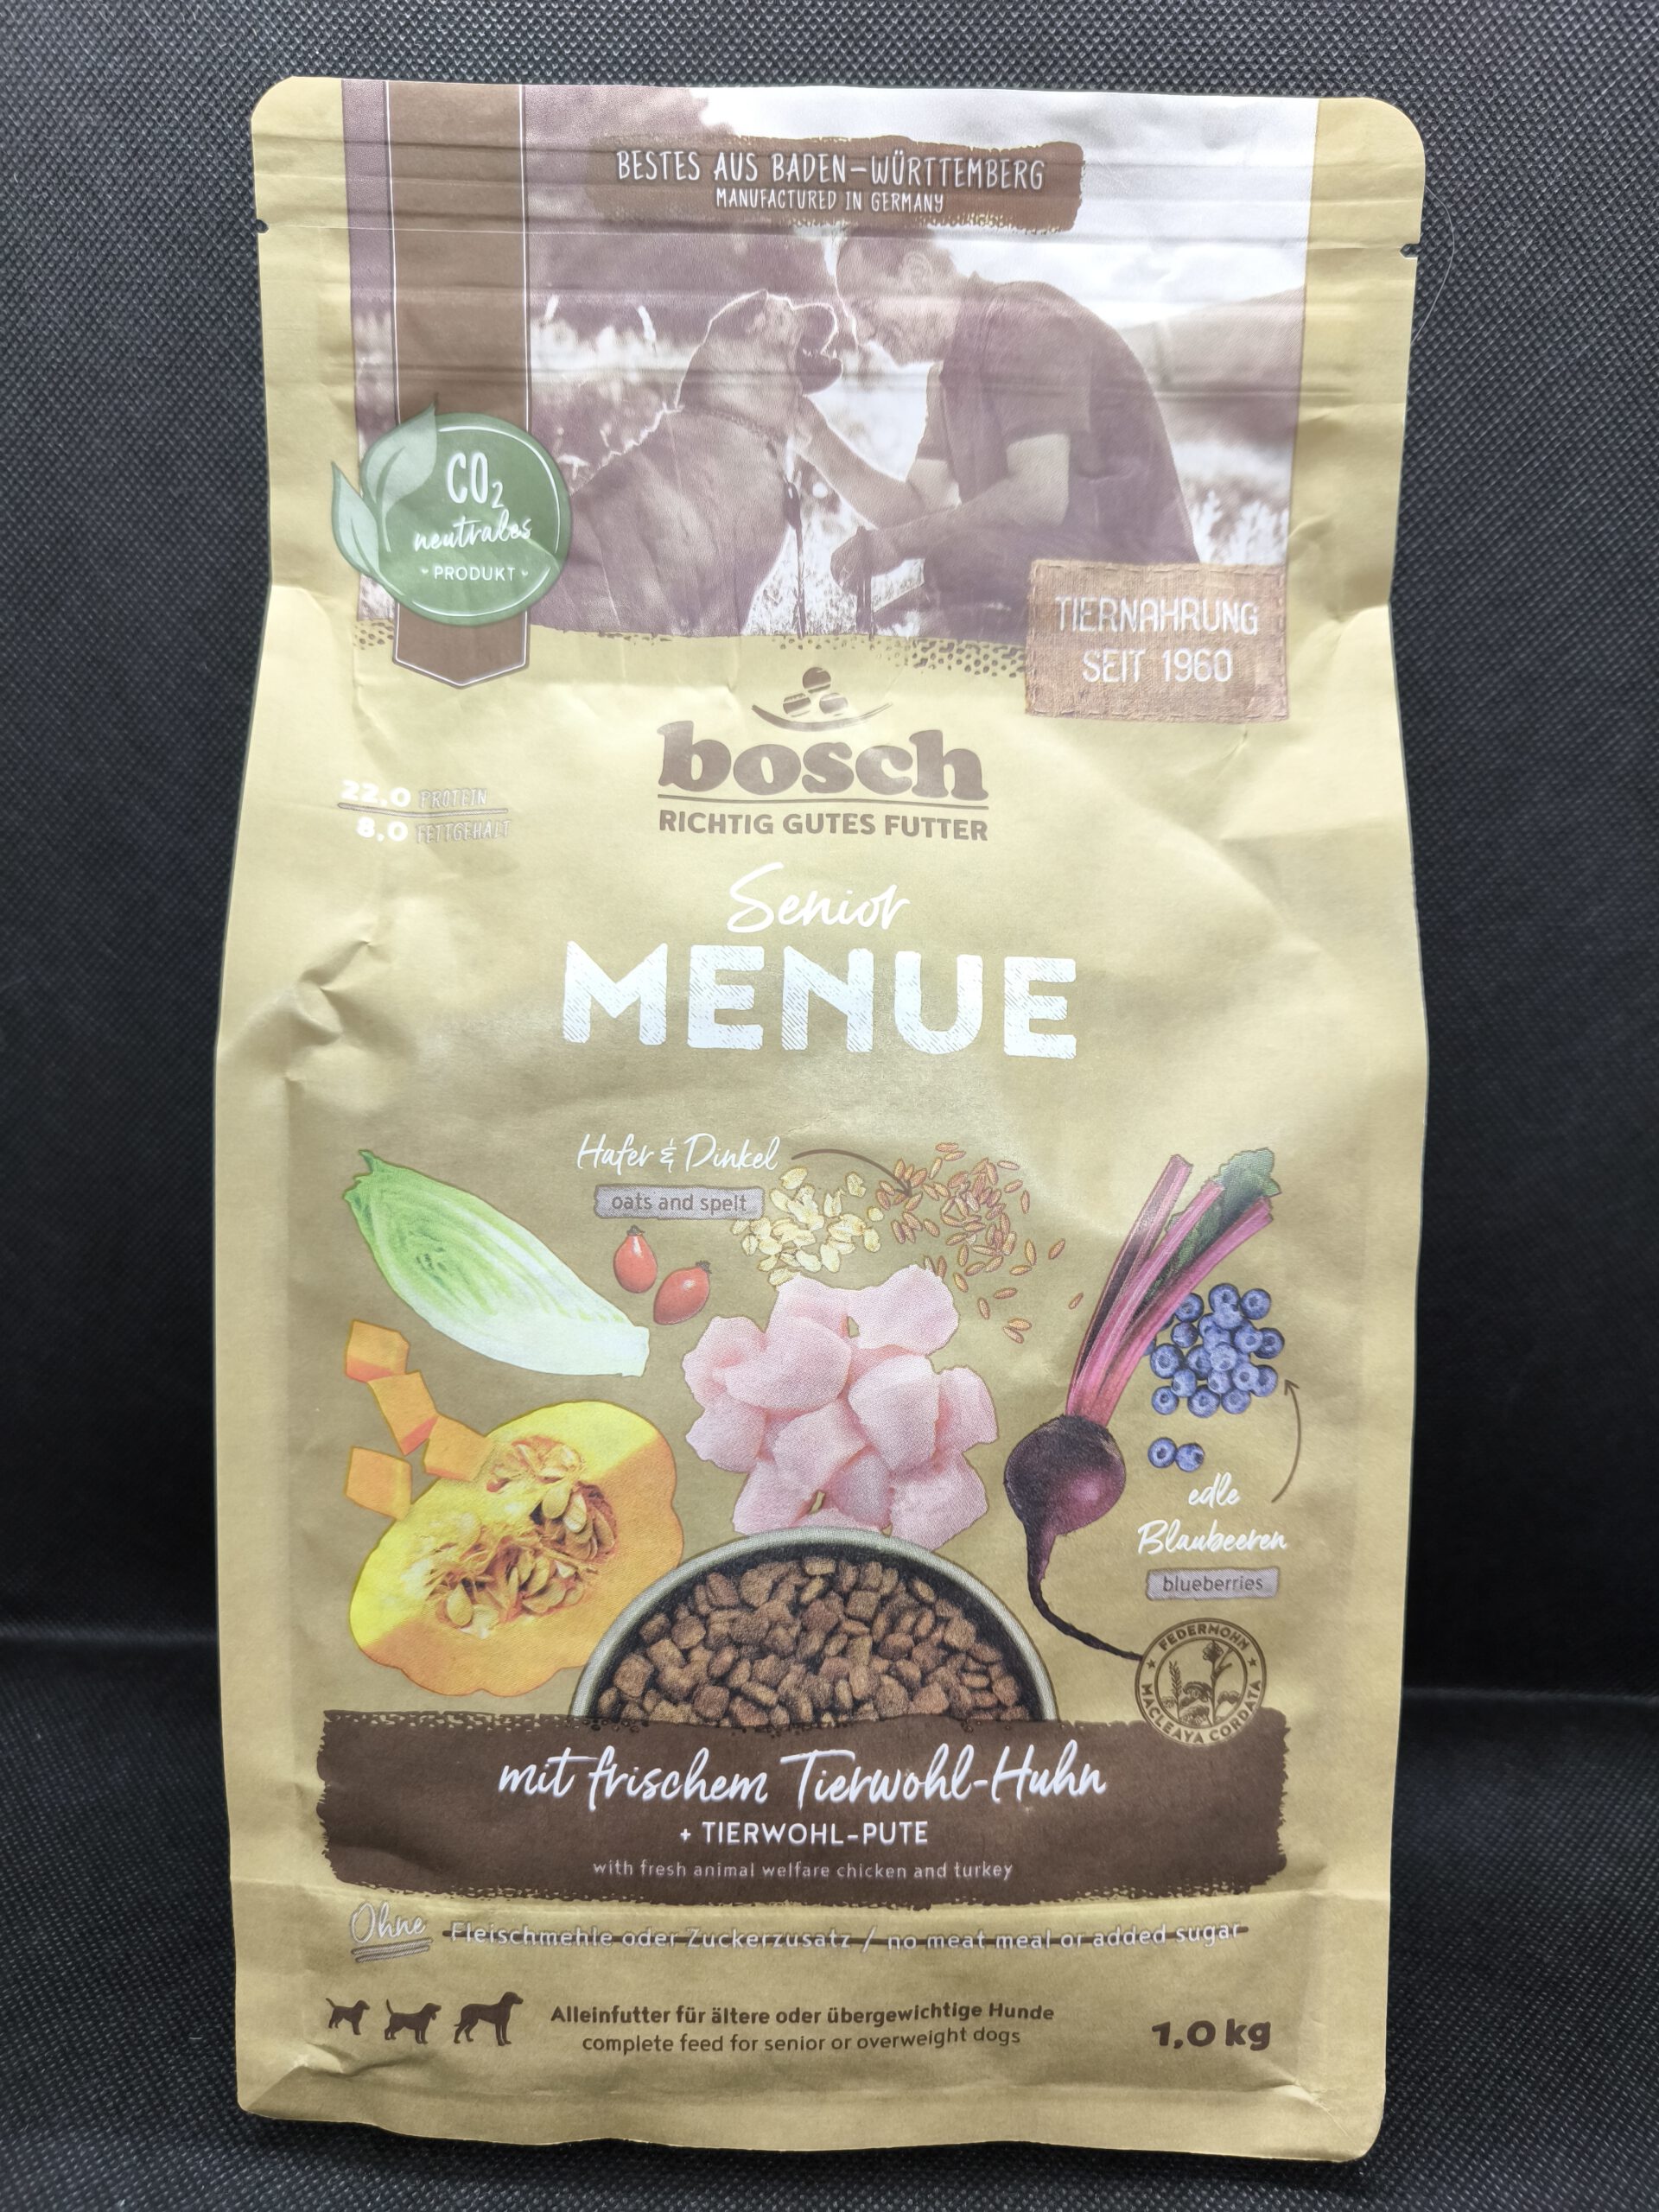 BESTES AUS BADEN-WÜRTTEMBERG
MANUFACTURED IN GERMANY
CO2
neutrales
- PRODUKT -
TIERNAHRUNG
SEIT 1960
bosch
RICHTIG GUTES FUTTER
22,0 PROTEIN
8,0 FETTGEHALT
Senior
MENUE
Hafer & Dinkel
oats and spelt
edle
Blaubeeren
blueberries
FEDERMOHN
MACLEAYA CORDATA
mit frischem Tierwohl-Huhn
+ TIERWOHL-PUTE
with fresh animal welfare chicken and turkey
Ohne Fleischmehle oder Zuckerzusatz / no meat meal or added sugar
Alleinfutter für ältere oder übergewichtige Hunde
complete feed for senior or overweight dogs
1,0 kg